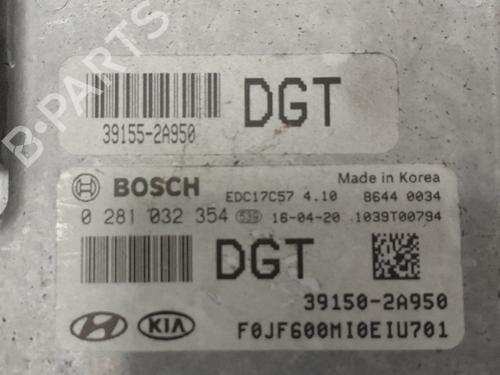 B·PARTS
39155-2A950
DGT
BOSCH
EDC17C57 4.10
Made in Korea
8644 0034
0 281 032 354
539
16-04-20
1039T00794
DGT
39150-2A950
KIA
F0JF600MI0EIU701